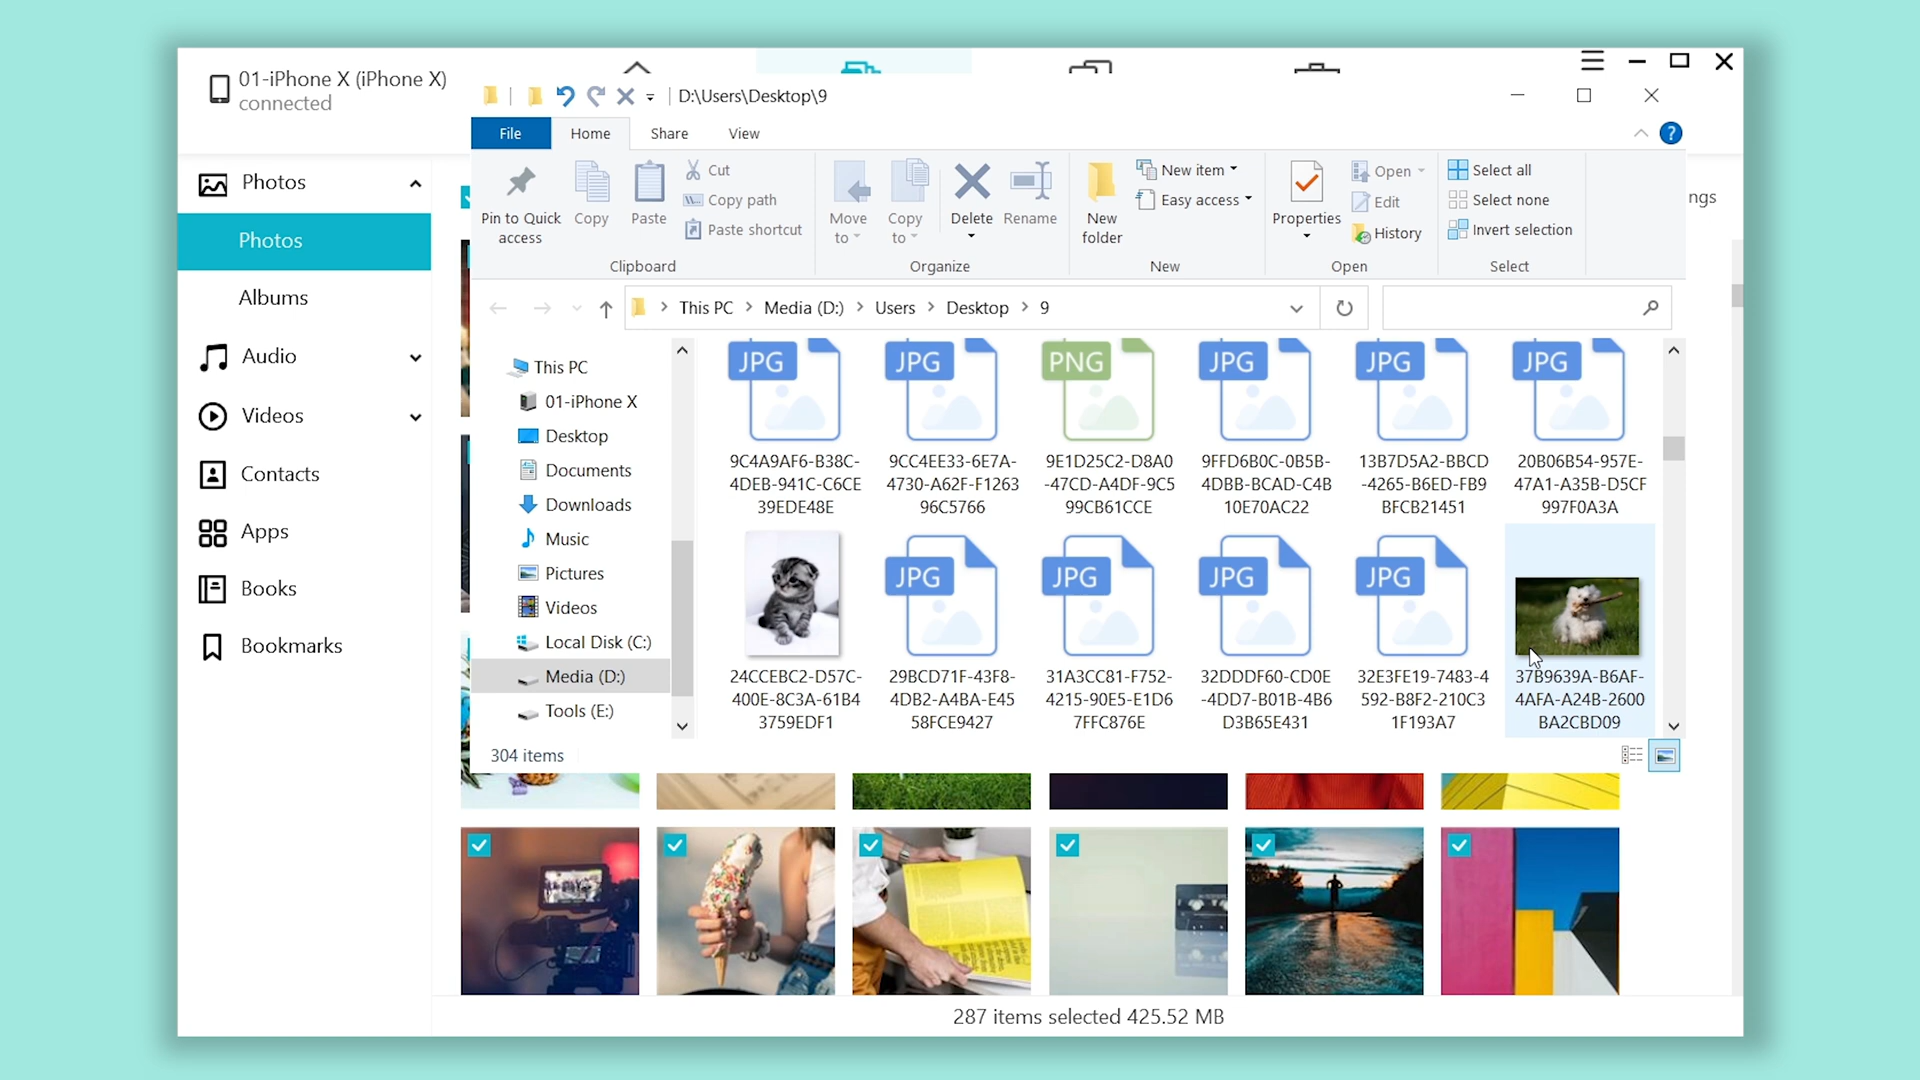 01-iPhone X (iPhone X)
connected
D:\Users\Desktop\9
File
Home
Share
View
?
Pin to Quick
access
Copy
Paste
Cut
Copy path
Paste shortcut
Clipboard
Move
to
Copy
to
Delete
Rename
Organize
New
folder
New item
Easy access
New
Properties
Open
Edit
History
Open
Select all
Select none
Invert selection
Select
ngs
Photos
Photos
Albums
Audio
Videos
Contacts
Apps
Books
Bookmarks
This PC
Media (D:)
Users
Desktop
9
This PC
01-iPhone X
Desktop
Documents
Downloads
Music
Pictures
Videos
Local Disk (C:)
Media (D:)
Tools (E:)
JPG
JPG
PNG
JPG
JPG
JPG
9C4A9AF6-B38C-
4DEB-941C-C6CE
39EDE48E
9CC4EE33-6E7A-
4730-A62F-F1263
96C5766
9E1D25C2-D8A0
-47CD-A4DF-9C5
99CB61CCE
9FFD6B0C-0B5B-
4DBB-BCAD-C4B
10E70AC22
13B7D5A2-BBCD
-4265-B6ED-FB9
BFCB21451
20B06B54-957E-
47A1-A35B-D5CF
997F0A3A
JPG
JPG
JPG
JPG
24CCEBC2-D57C-
400E-8C3A-61B4
3759EDF1
29BCD71F-43F8-
4DB2-A4BA-E45
58FCE9427
31A3CC81-F752-
4215-90E5-E1D6
7FFC876E
32DDDF60-CD0E
-4DD7-B01B-4B6
D3B65E431
32E3FE19-7483-4
592-B8F2-210C3
1F193A7
37B9639A-B6AF-
4AFA-A24B-2600
BA2CBD09
304 items
287 items selected 425.52 MB